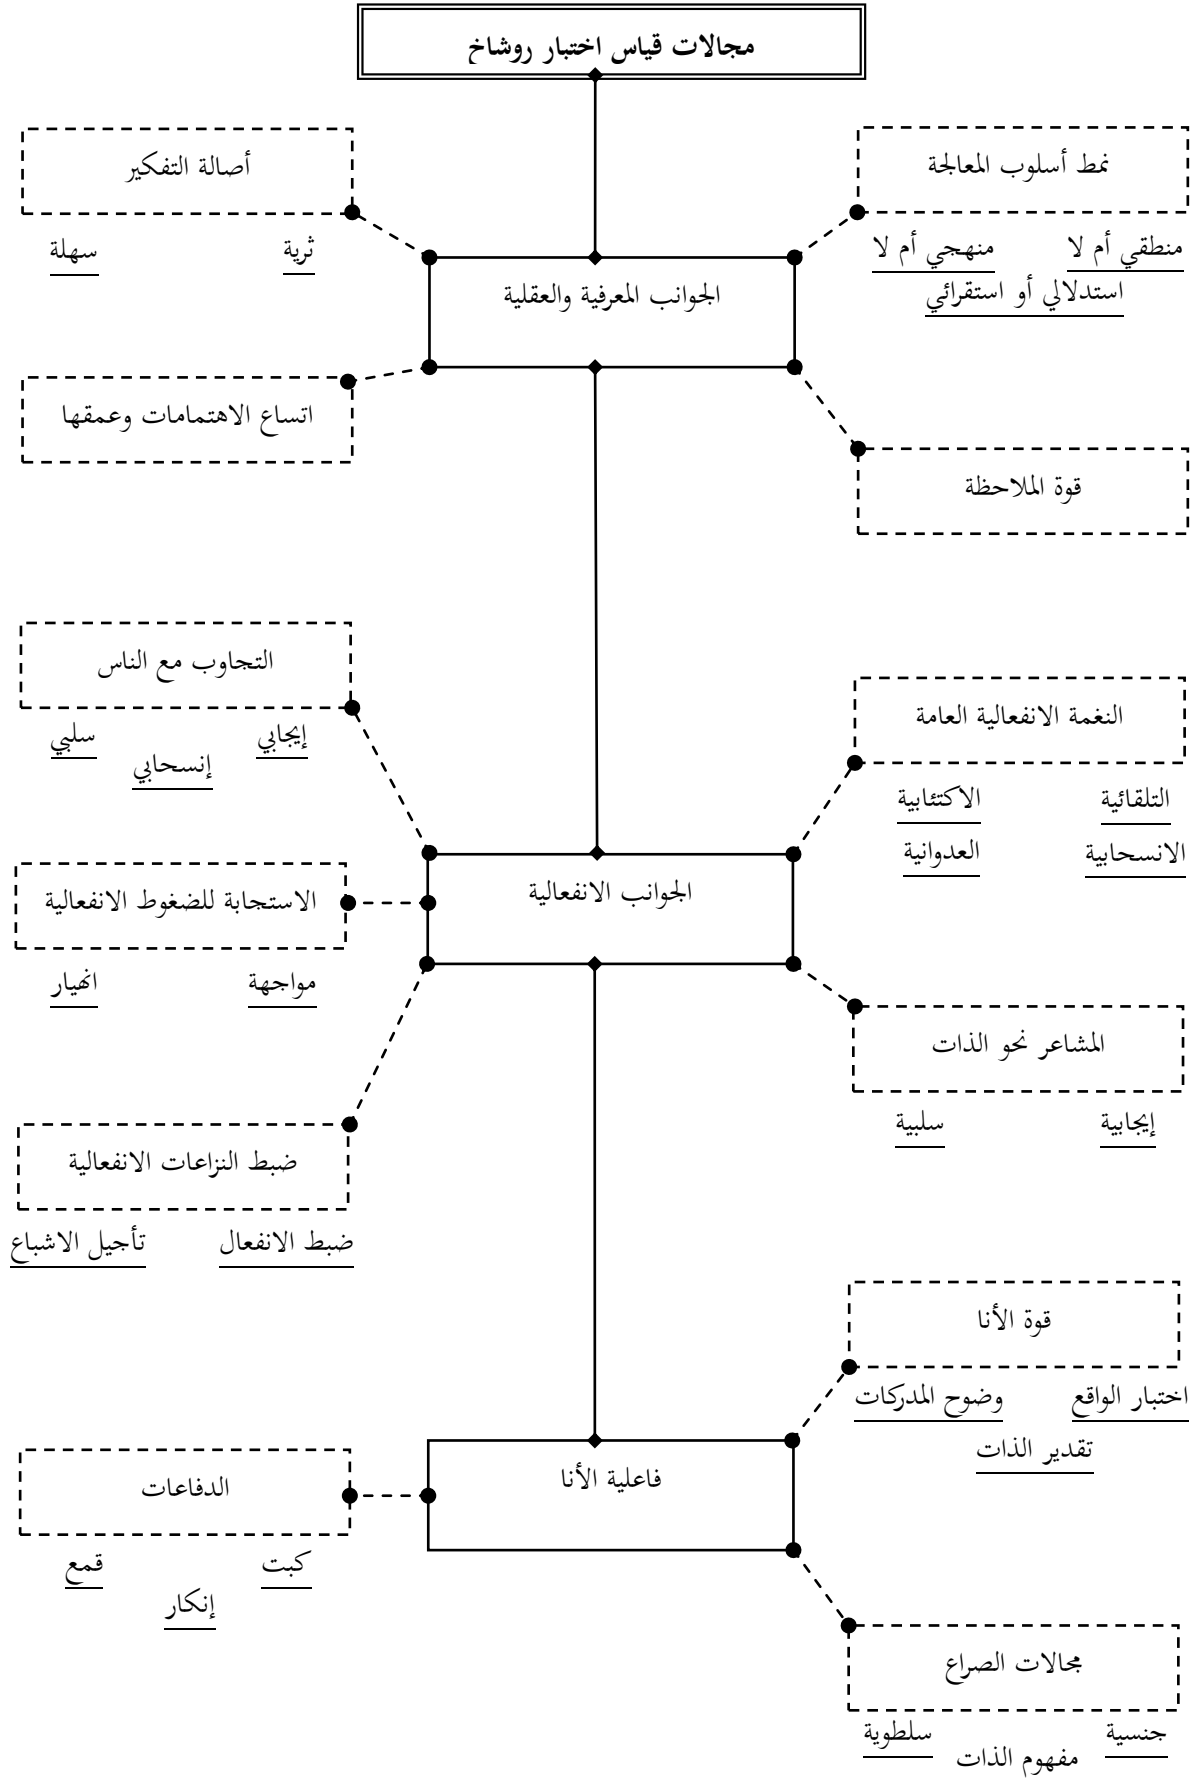 مجالات قياس اختبار روشاخ
نمط أسلوب المعالجة
أصالة التفكير
منطقي أم لا
منهجي أم لا
استدلالي أو استقرائي
ثرية
سهلة
الجوانب المعرفية والعقلية
اتساع الاهتمامات وعمقها
قوة الملاحظة
التجاوب مع الناس
إيجابي
سلبي
إنسحابي
النغمة الانفعالية العامة
التلقائية
الاكتئابية
الانسحابية
العدوانية
الجوانب الانفعالية
الاستجابة للضغوط الانفعالية
مواجهة
انهيار
المشاعر نحو الذات
إيجابية
سلبية
ضبط النزاعات الانفعالية
ضبط الانفعال
تأجيل الاشباع
قوة الأنا
اختبار الواقع
وضوح المدركات
تقدير الذات
فاعلية الأنا
الدفاعات
كبت
قمع
إنكار
مجالات الصراع
جنسية
سلطوية
مفهوم الذات